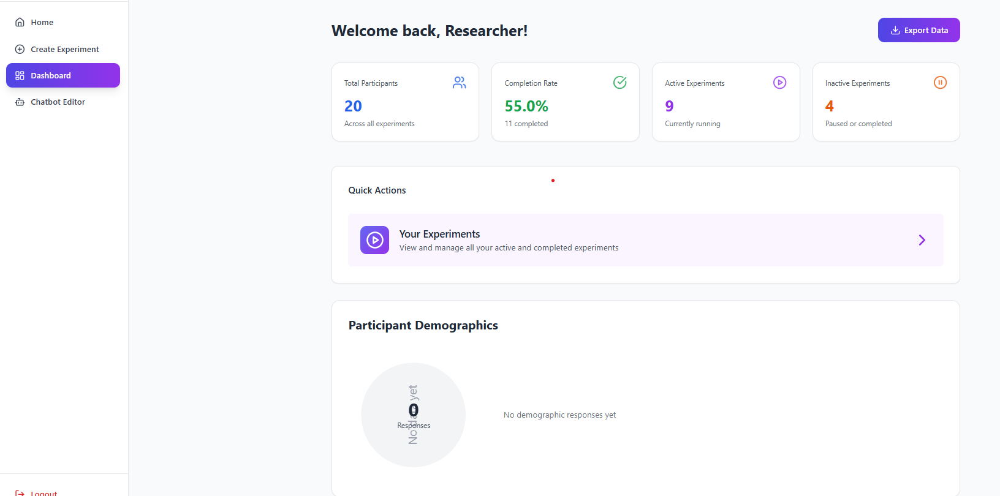 Home
Create Experiment
Dashboard
Chatbot Editor
Logout
Welcome back, Researcher!
Export Data
Total Participants
20
Across all experiments
Completion Rate
55.0%
11 completed
Active Experiments
9
Currently running
Inactive Experiments
4
Paused or completed
Quick Actions
Your Experiments
View and manage all your active and completed experiments
Participant Demographics
No data yet
0
Responses
No demographic responses yet